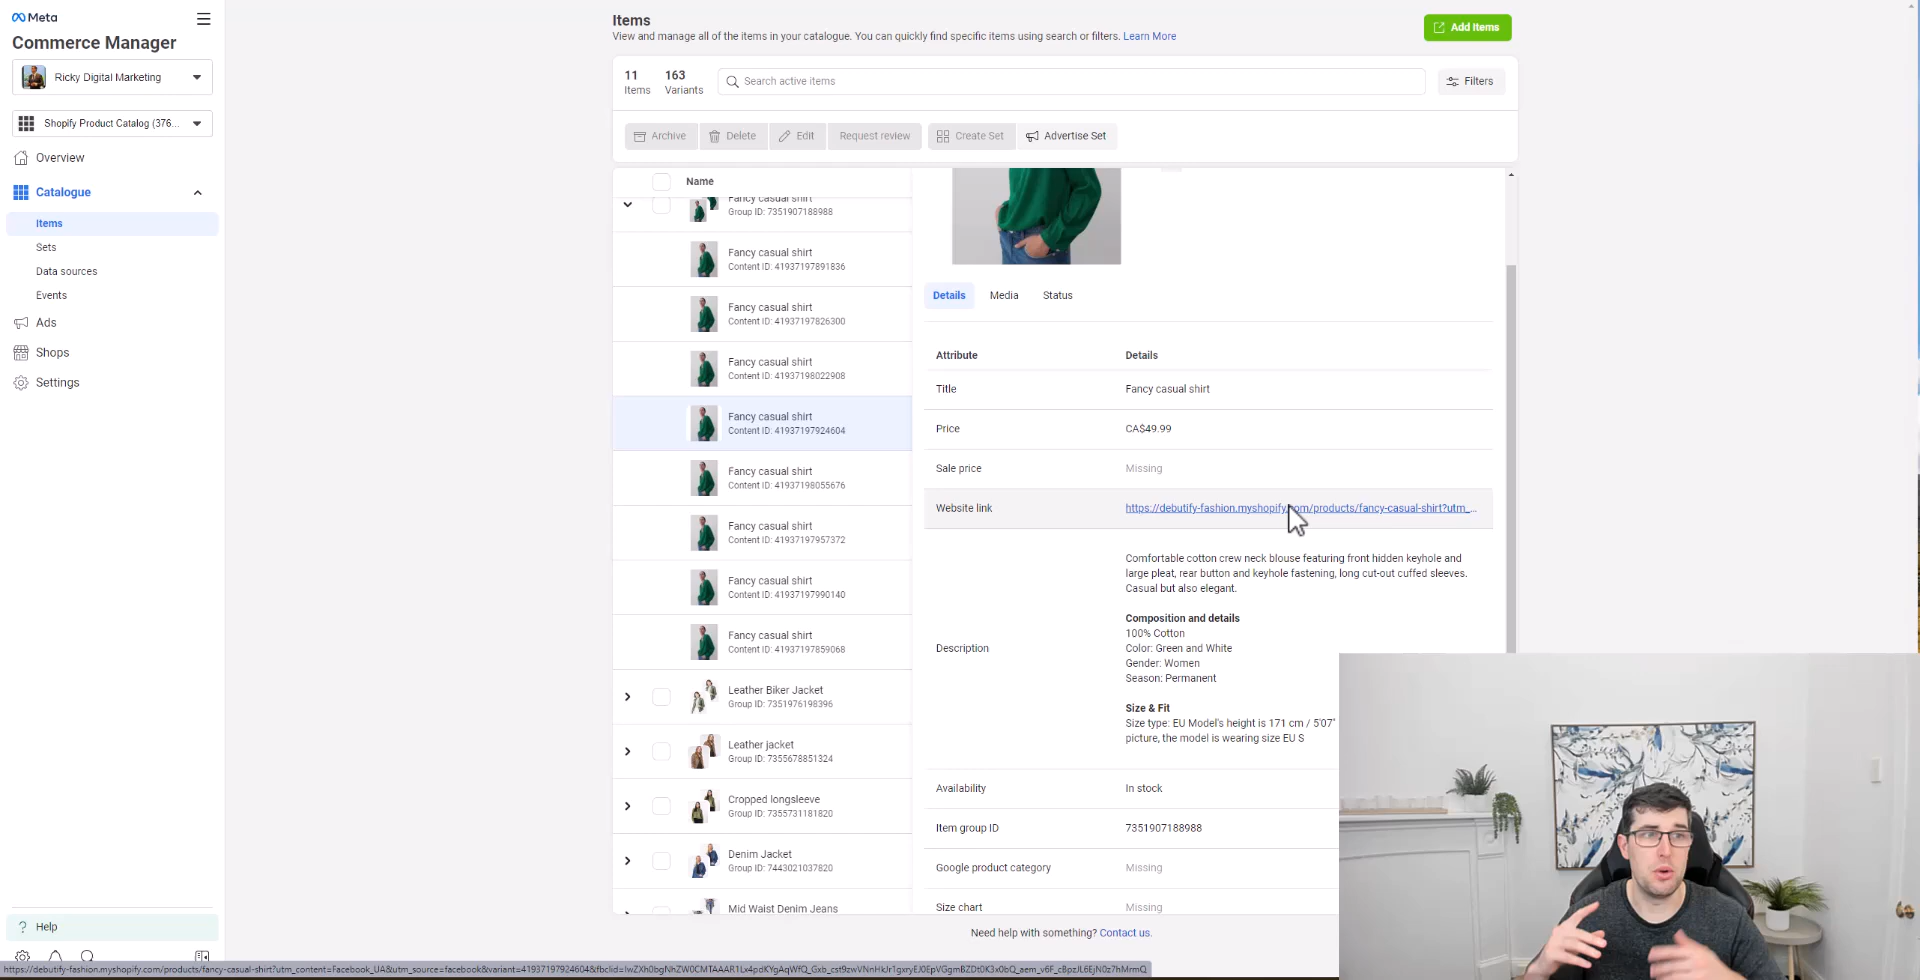 Meta
Commerce Manager
Ricky Digital Marketing
Shopify Product Catalog (376...
Overview
Catalogue
Items
Sets
Data sources
Events
Ads
Shops
Settings
? Help
Items
View and manage all of the items in your catalogue. You can quickly find specific items using search or filters. Learn More
Add Items
11
Items
163
Variants
Search active items
Filters
Archive
Delete
Edit
Request review
Create Set
Advertise Set
Name
Fancy casual shirt
Group ID: 7351907188988
Fancy casual shirt
Content ID: 41937197891836
Fancy casual shirt
Content ID: 41937197826300
Fancy casual shirt
Content ID: 41937198022908
Fancy casual shirt
Content ID: 41937197924604
Fancy casual shirt
Content ID: 41937198055676
Fancy casual shirt
Content ID: 41937197957372
Fancy casual shirt
Content ID: 41937197990140
Fancy casual shirt
Content ID: 41937197859068
Leather Biker Jacket
Group ID: 7351976198396
Leather jacket
Group ID: 7355678851324
Cropped longsleeve
Group ID: 7355731181820
Denim Jacket
Group ID: 7443021037820
Mid Waist Denim Jeans
Details
Media
Status
Attribute
Details
Title
Fancy casual shirt
Price
CA$49.99
Sale price
Missing
Website link
https://debutify-fashion.myshopify.com/products/fancy-casual-shirt?utm_...
Description
Comfortable cotton crew neck blouse featuring front hidden keyhole and
large pleat, rear button and keyhole fastening, long cut-out cuffed sleeves.
Casual but also elegant.
Composition and details
100% Cotton
Color: Green and White
Gender: Women
Season: Permanent
Size & Fit
Size type: EU Model's height is 171 cm / 5'07"
picture, the model is wearing size EU S
Availability
In stock
Item group ID
7351907188988
Google product category
Missing
Size chart
Missing
Need help with something? Contact us.